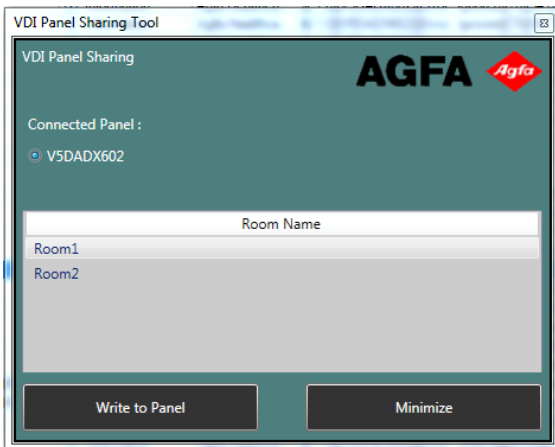 VDI Panel Sharing Tool
VDI Panel Sharing
AGFA Agfa
Connected Panel :
V5DADX602
Room Name
Room1
Room2
Write to Panel
Minimize